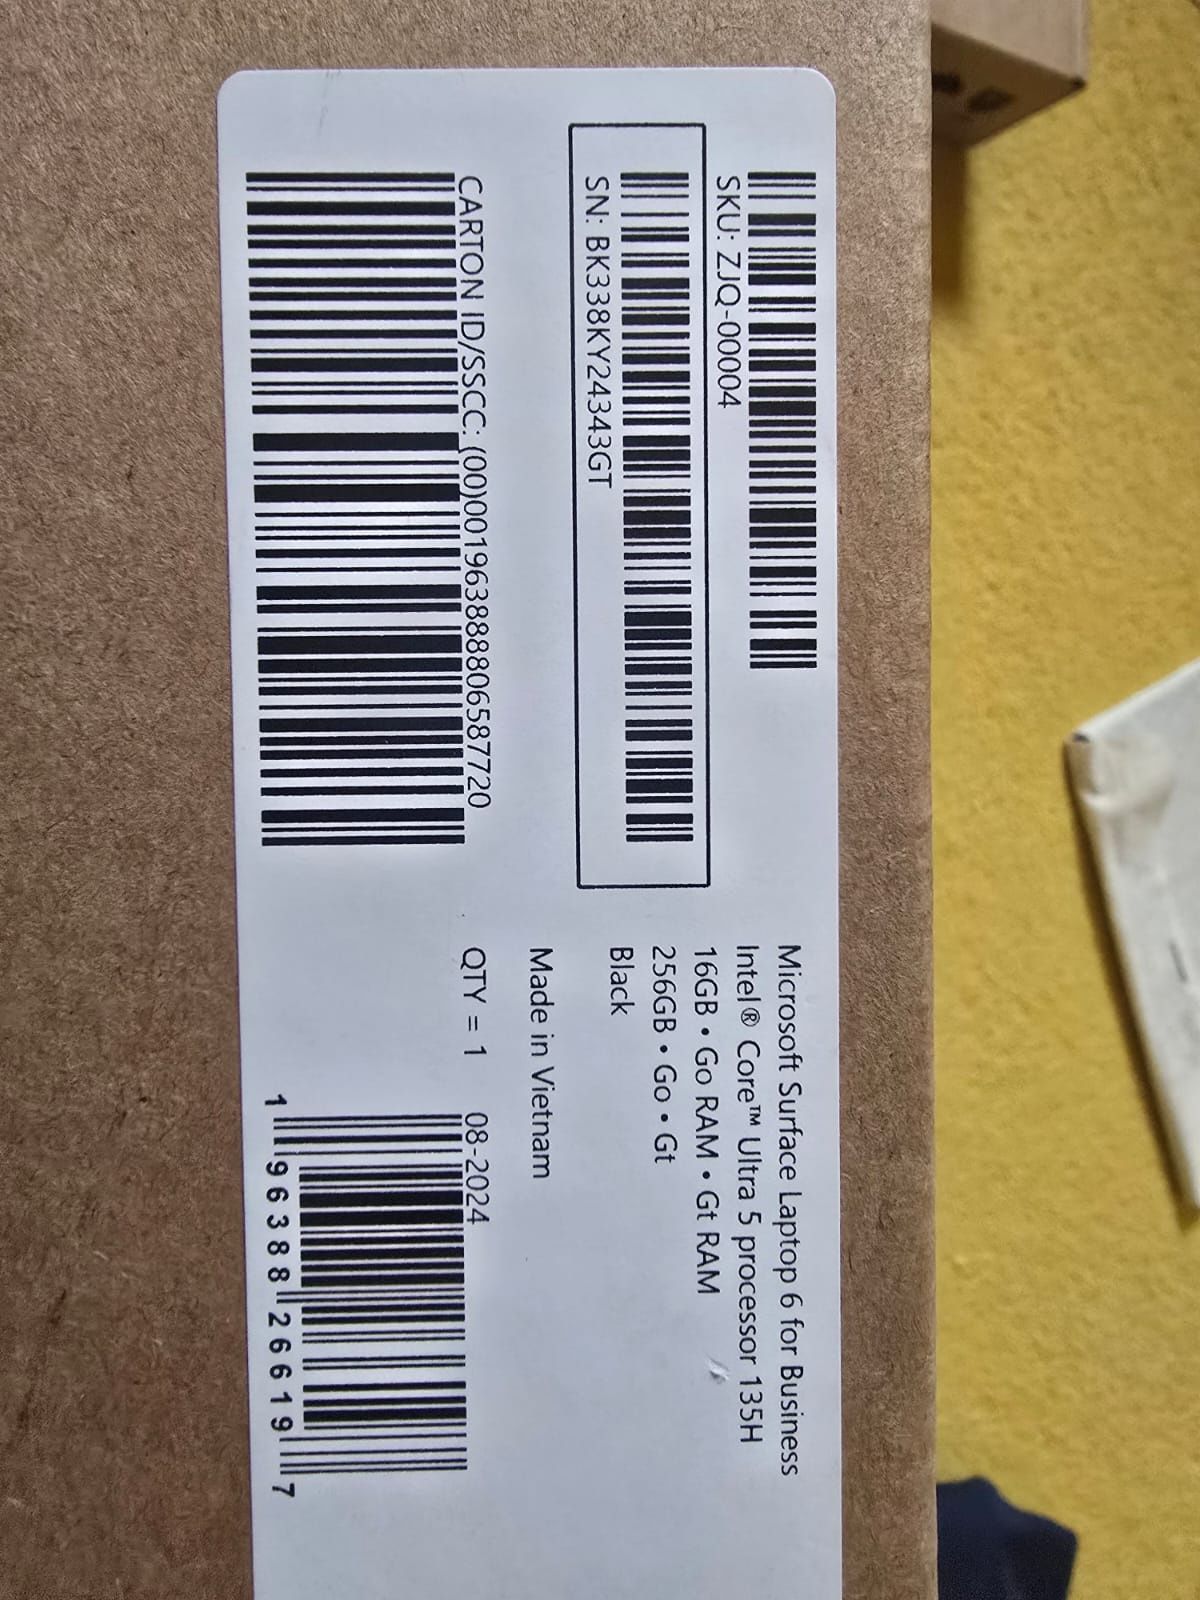 SKU: ZJQ-00004
SN: BK338KY24343GT
CARTON ID/SSCC: (00)001963888806587720
Microsoft Surface Laptop 6 for Business
Intel® Core™ Ultra 5 processor 135H
16GB • Go RAM • Gt RAM
256GB • Go • Gt
Black
Made in Vietnam
QTY = 1 08-2024
1 96388 26619 7